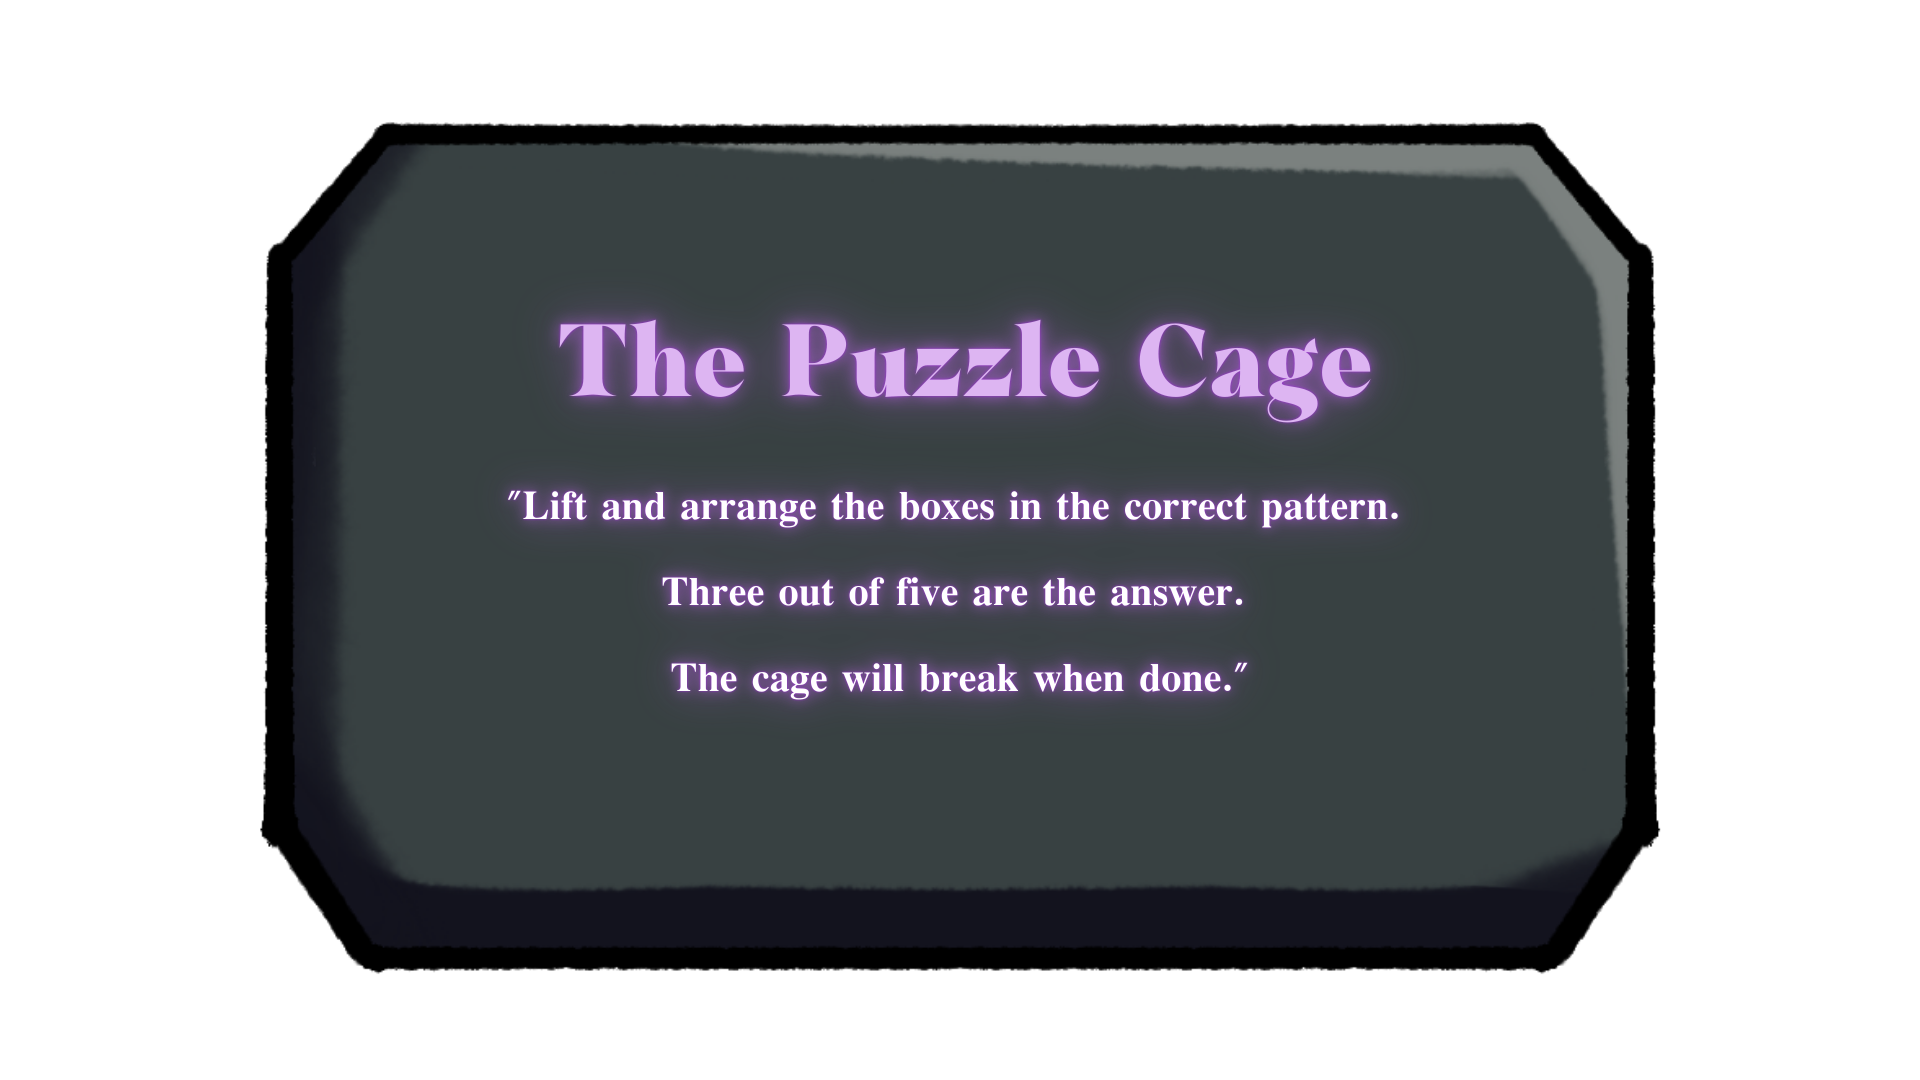 The Puzzle Cage
"Lift and arrange the boxes in the correct pattern.
Three out of five are the answer.
The cage will break when done."